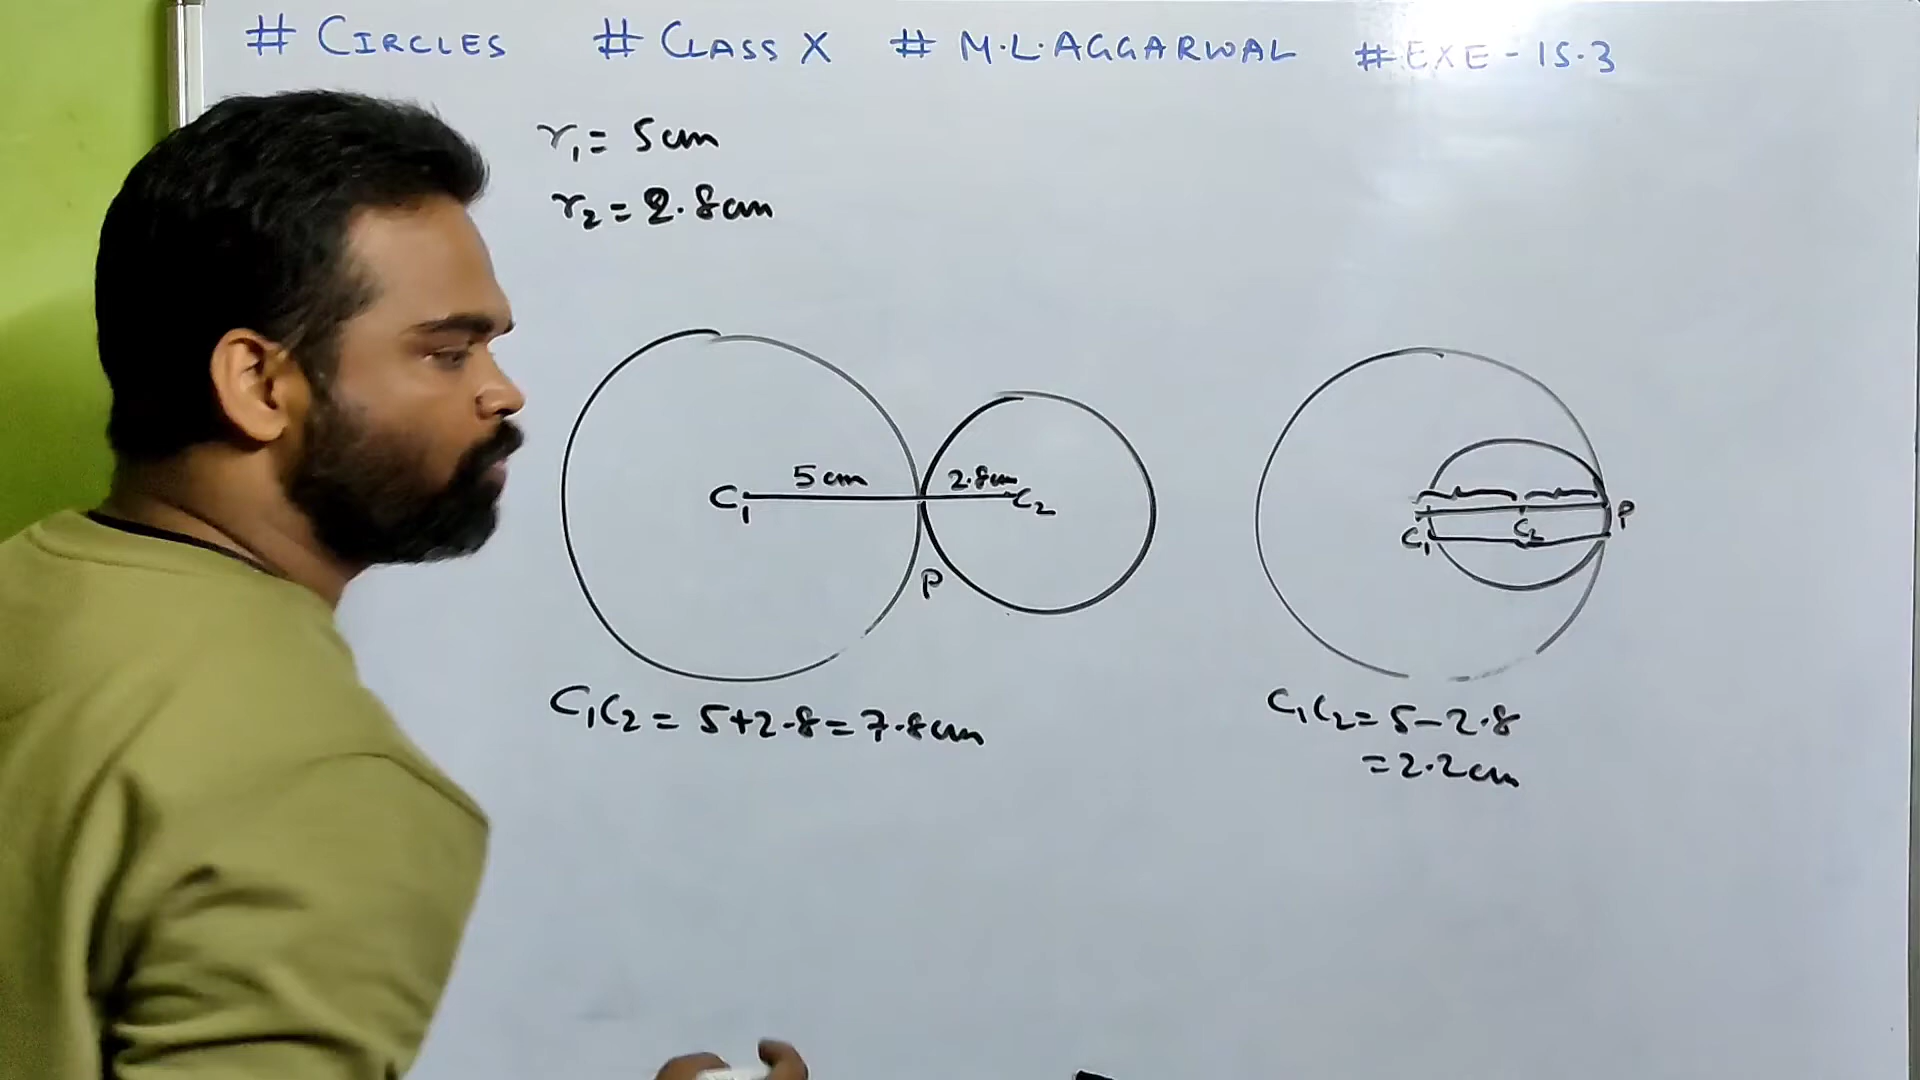 # CIRCLES # CLASS X # M.L.AGGARWAL # EXE - 15.3
r₁ = 5cm
r₂ = 2.8cm
5cm 2.8cm
C₁ C₂
P
C₁C₂ = 5+2.8 = 7.8cm
C₁ C₂ P
C₁C₂ = 5-2.8
= 2.2cm